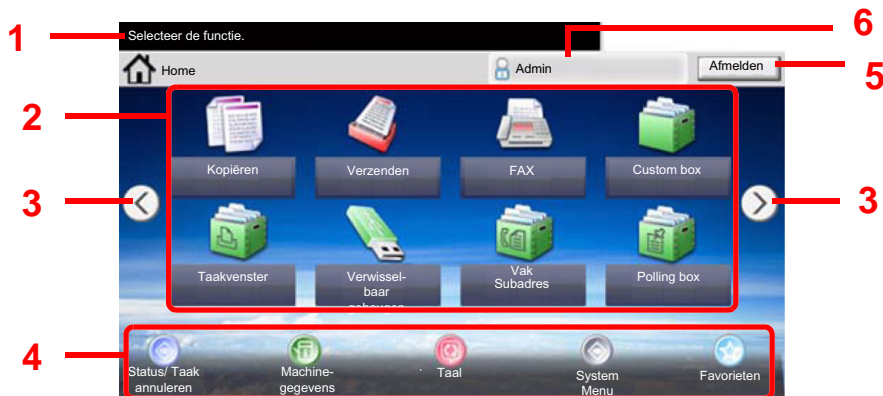 1
Selecteer de functie.
6
Home
Admin
Afmelden
5
2
Kopiëren
Verzenden
FAX
Custom box
3
3
Taakvenster
Verwissel-
baar
geheugen
Vak
Subadres
Polling box
4
Status/ Taak
annuleren
Machine-
gegevens
Taal
System
Menu
Favorieten